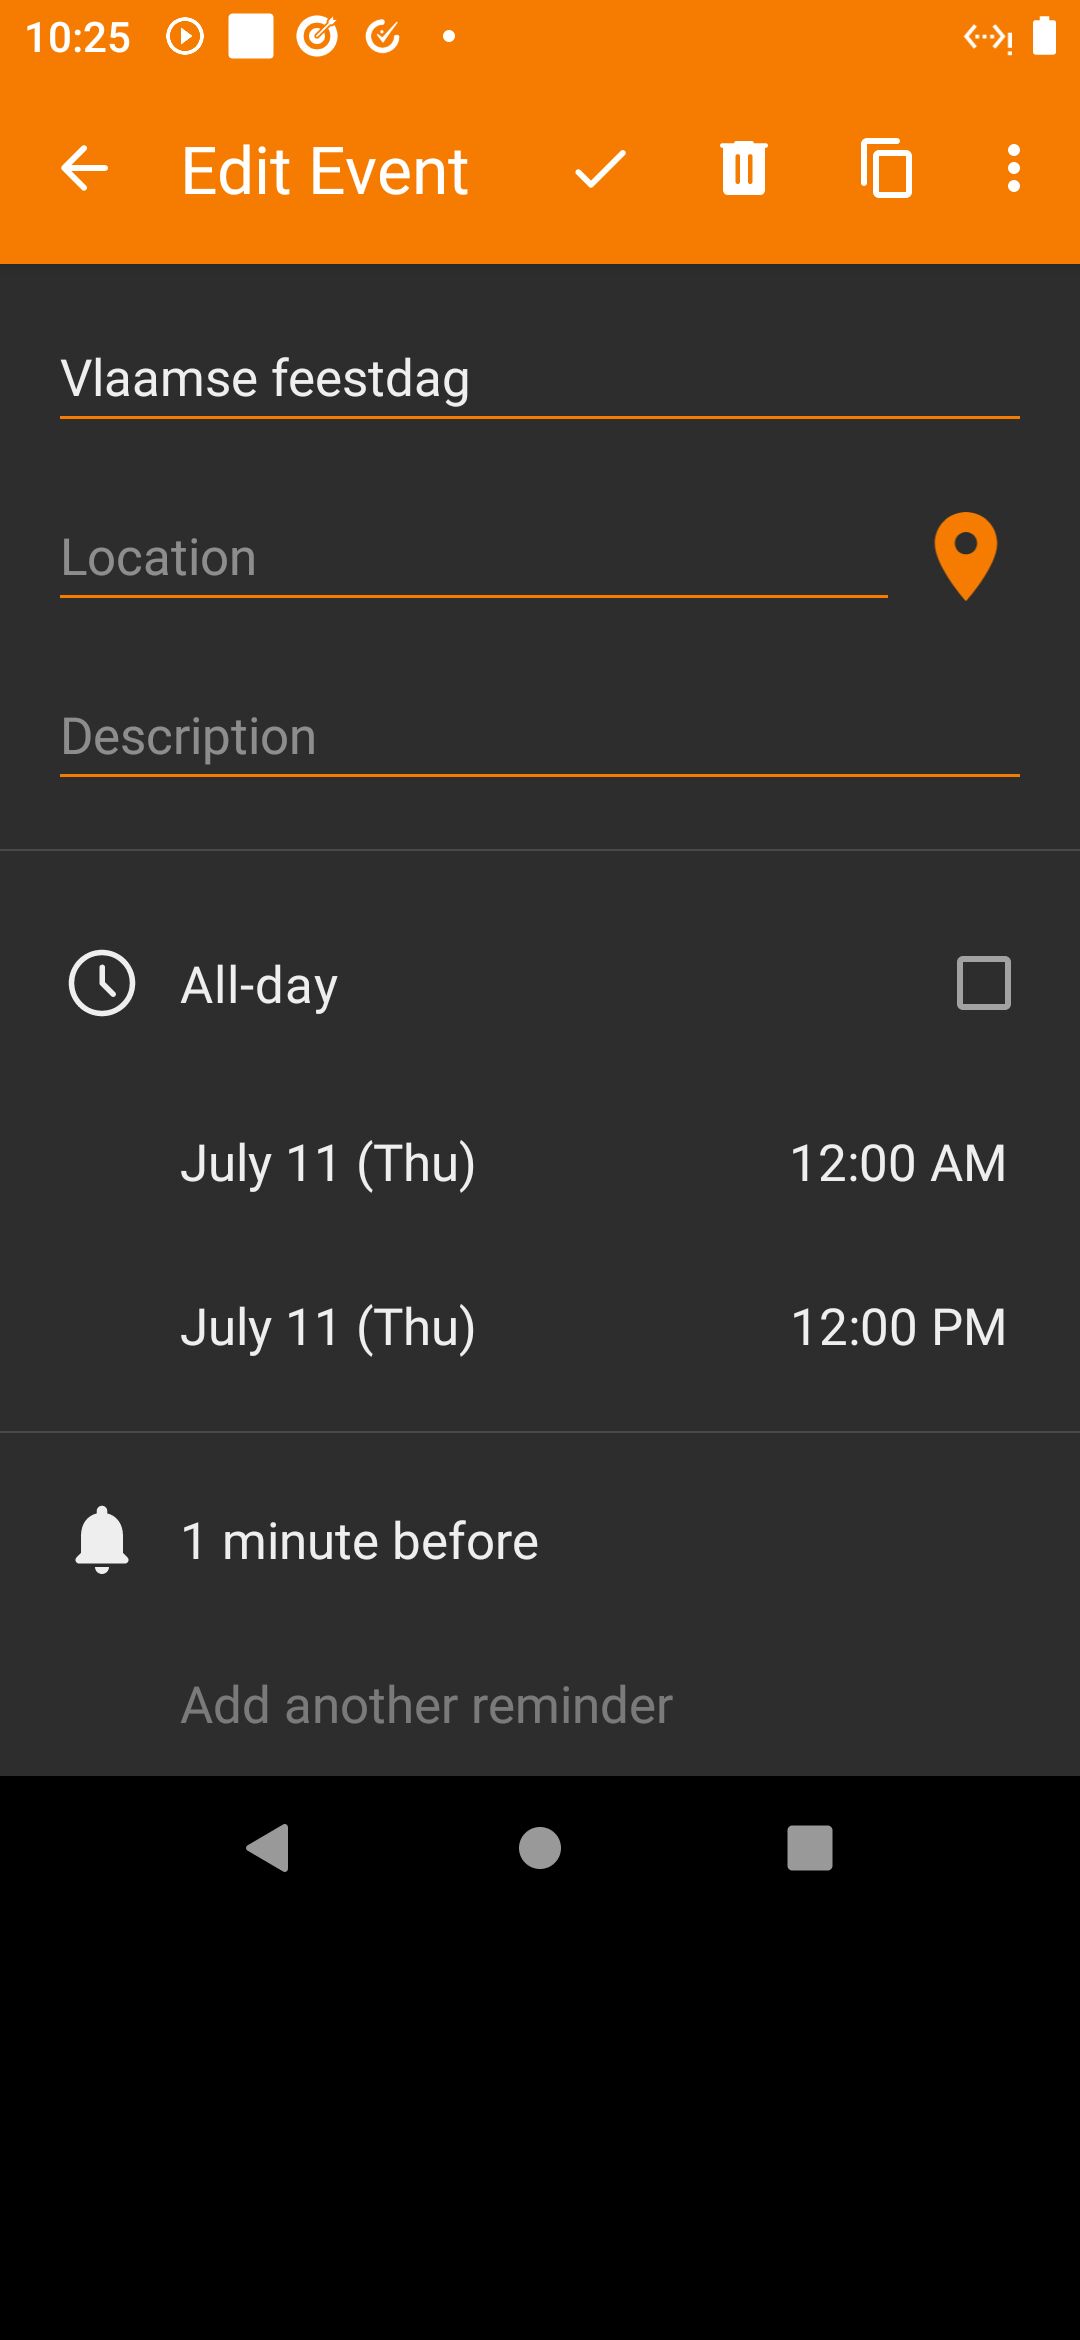 10:25
Edit Event
Vlaamse feestdag
Location
Description
All-day
July 11 (Thu) 12:00 AM
July 11 (Thu) 12:00 PM
1 minute before
Add another reminder